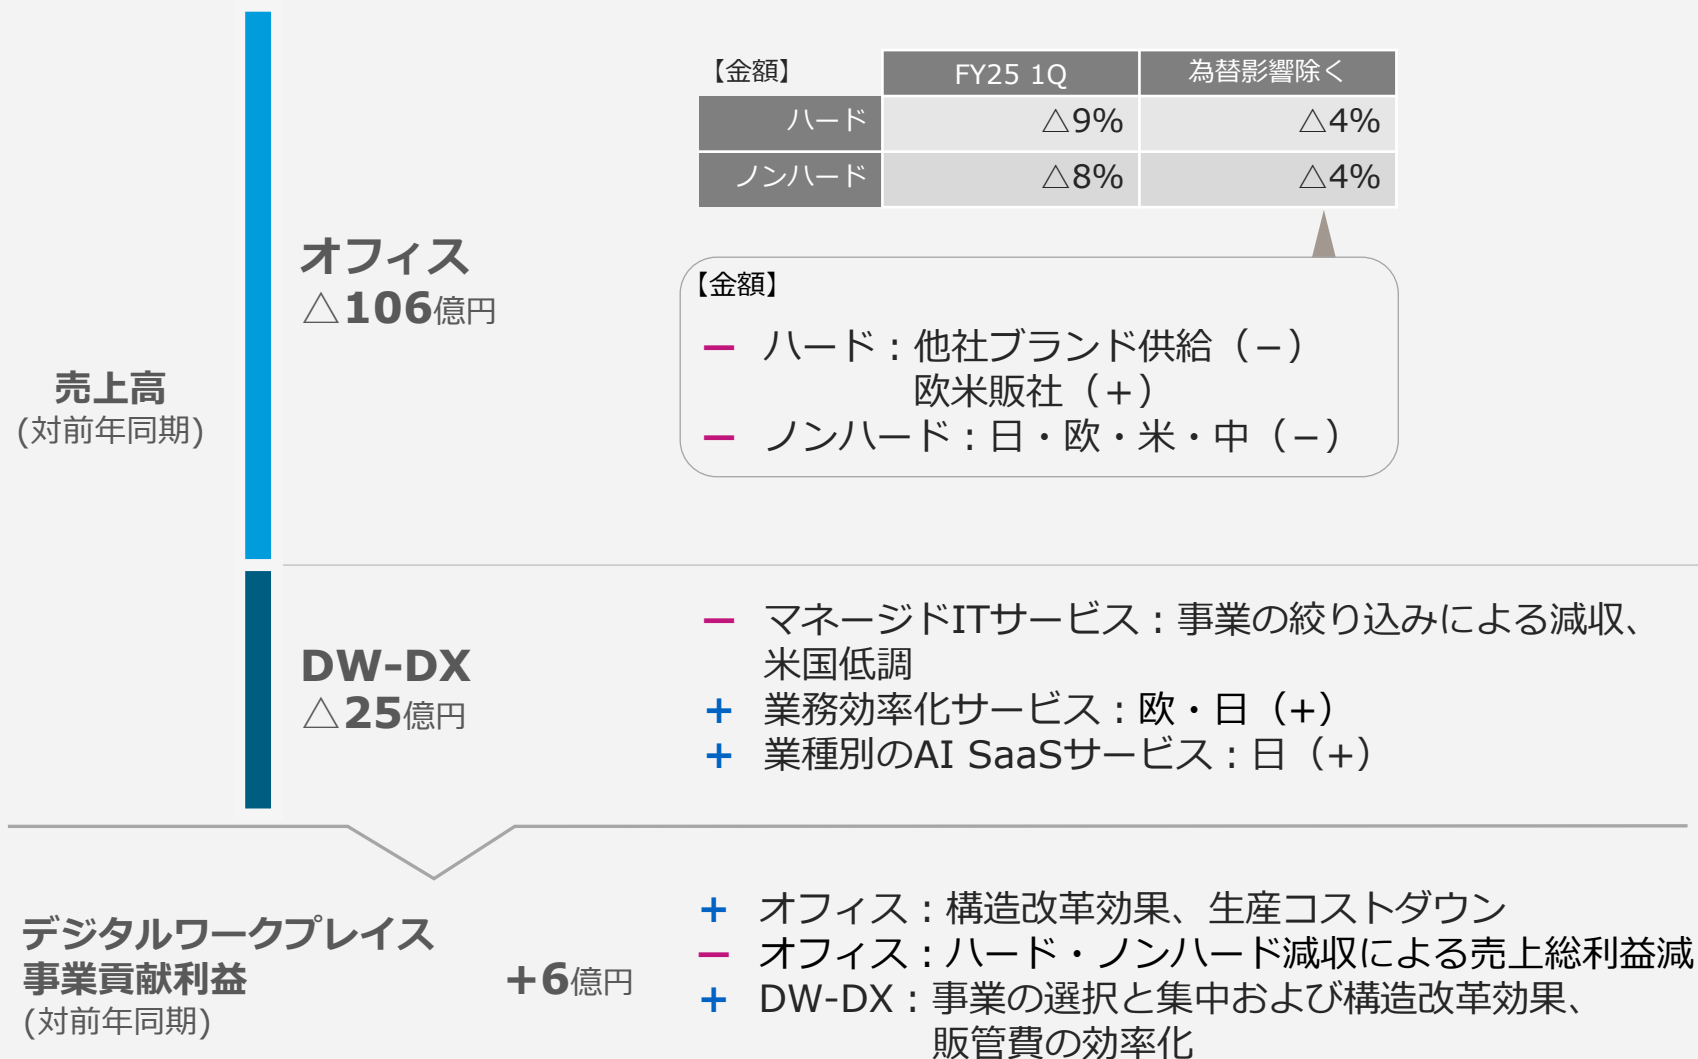 売上高
(対前年同期)
オフィス
△106億円
【金額】 FY25 1Q 為替影響除く
ハード △9% △4%
ノンハード △8% △4%
【金額】
― ハード：他社ブランド供給（−）
欧米販社（＋）
― ノンハード：日・欧・米・中（−）
DW-DX
△25億円
― マネージドITサービス：事業の絞り込みによる減収、
米国低調
+ 業務効率化サービス：欧・日（+）
+ 業種別のAI SaaSサービス：日（+）
デジタルワークプレイス
事業貢献利益
(対前年同期)
+6億円
+ オフィス：構造改革効果、生産コストダウン
― オフィス：ハード・ノンハード減収による売上総利益減
+ DW-DX：事業の選択と集中および構造改革効果、
販管費の効率化